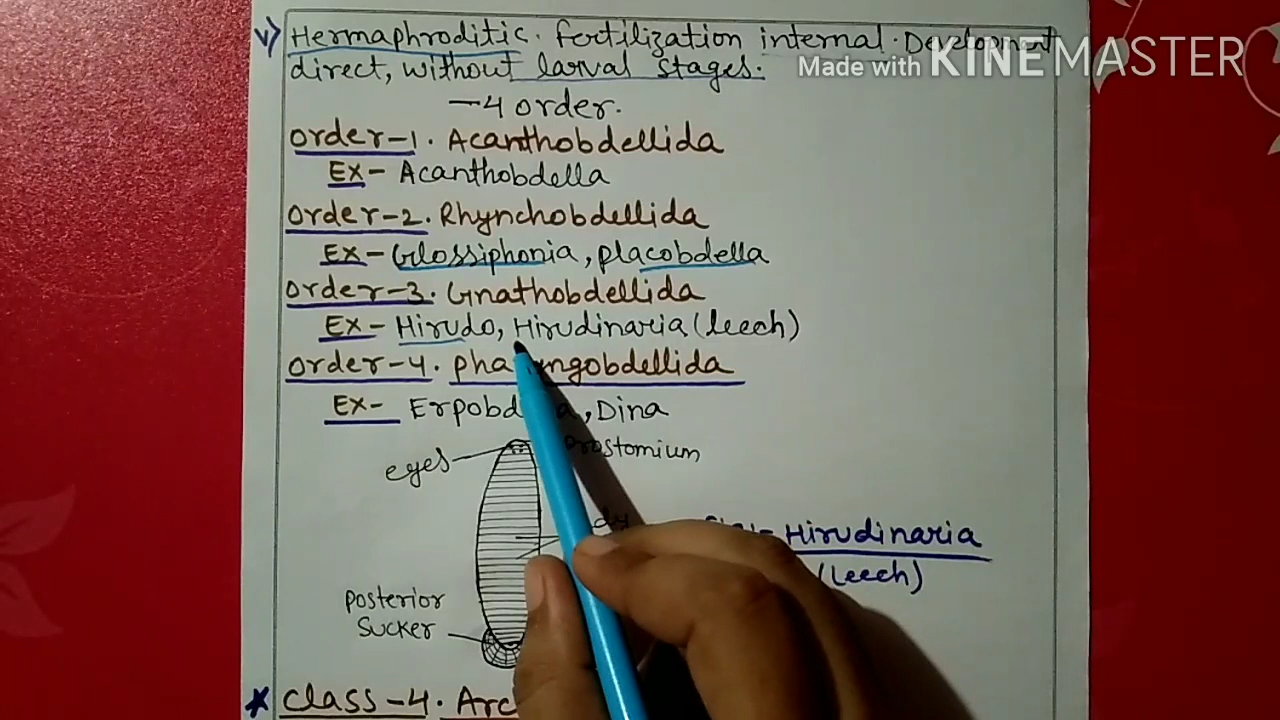 v) Hermaphroditic. Fertilization internal. Development
direct, without larval stages.
Made with KINEMASTER
—4 order.
order-1. Acanthobdellida
Ex- Acanthobdella
order-2. Rhynchobdellida
Ex- Glossiphonia, placobdella
order-3. Gnathobdellida
Ex- Hirudo, Hirudinaria (leech)
order-4.
Ex- Dina
eyes
Prostomium
Hirudinaria
(leech)
posterior
sucker
* class-4.